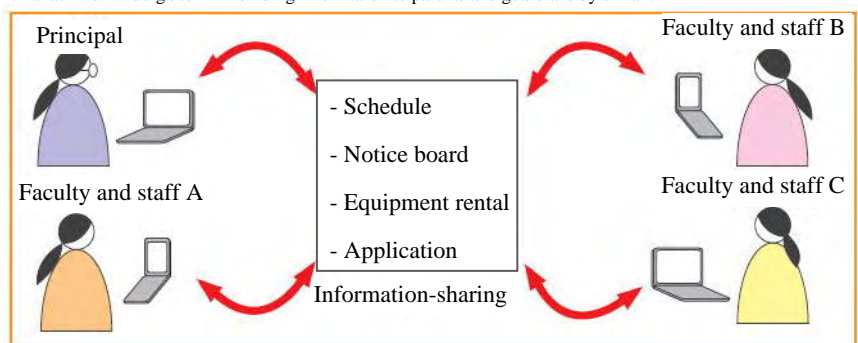 Principal
Faculty and staff B
- Schedule
- Notice board
- Equipment rental
- Application
Faculty and staff A
Faculty and staff C
Information-sharing